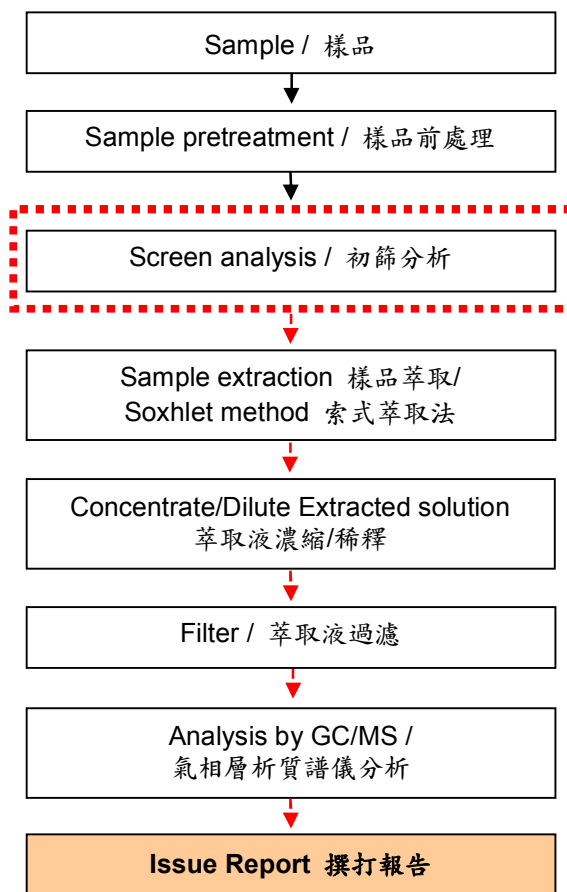 Sample / 樣品
Sample pretreatment / 樣品前處理
Screen analysis / 初篩分析
Sample extraction 樣品萃取/
Soxhlet method 索式萃取法
Concentrate/Dilute Extracted solution
萃取液濃縮/稀釋
Filter / 萃取液過濾
Analysis by GC/MS /
氣相層析質譜儀分析
Issue Report 撰打報告